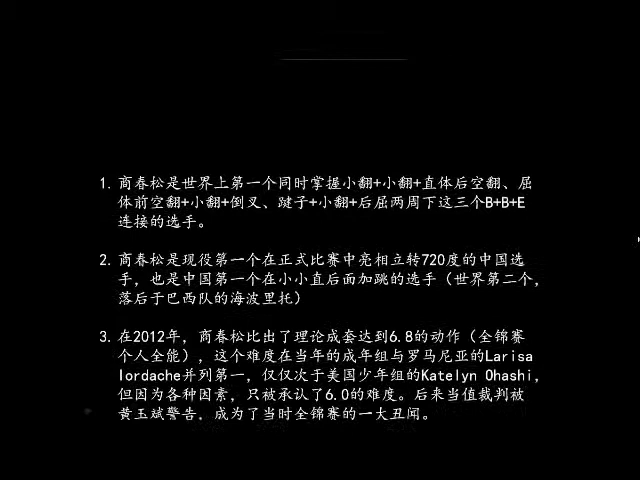 1. 商春松是世界上第一个同时掌握小翻+小翻+直体后空翻、屈
体前空翻+小翻+倒叉、踺子+小翻+后屈两周下这三个B+B+E
连接的选手。
2. 商春松是现役第一个在正式比赛中亮相立转720度的中国选
手，也是中国第一个在小小直后面加跳的选手（世界第二个，
落后于巴西队的海波里托）
3. 在2012年，商春松比出了理论成套达到6.8的动作（全锦赛
个人全能），这个难度在当年的成年组与罗马尼亚的Larisa
Iordache并列第一，仅仅次于美国少年组的Katelyn Ohashi，
但因为各种因素，只被承认了6.0的难度。后来当值裁判被
黄玉斌警告，成为了当时全锦赛的一大丑闻。